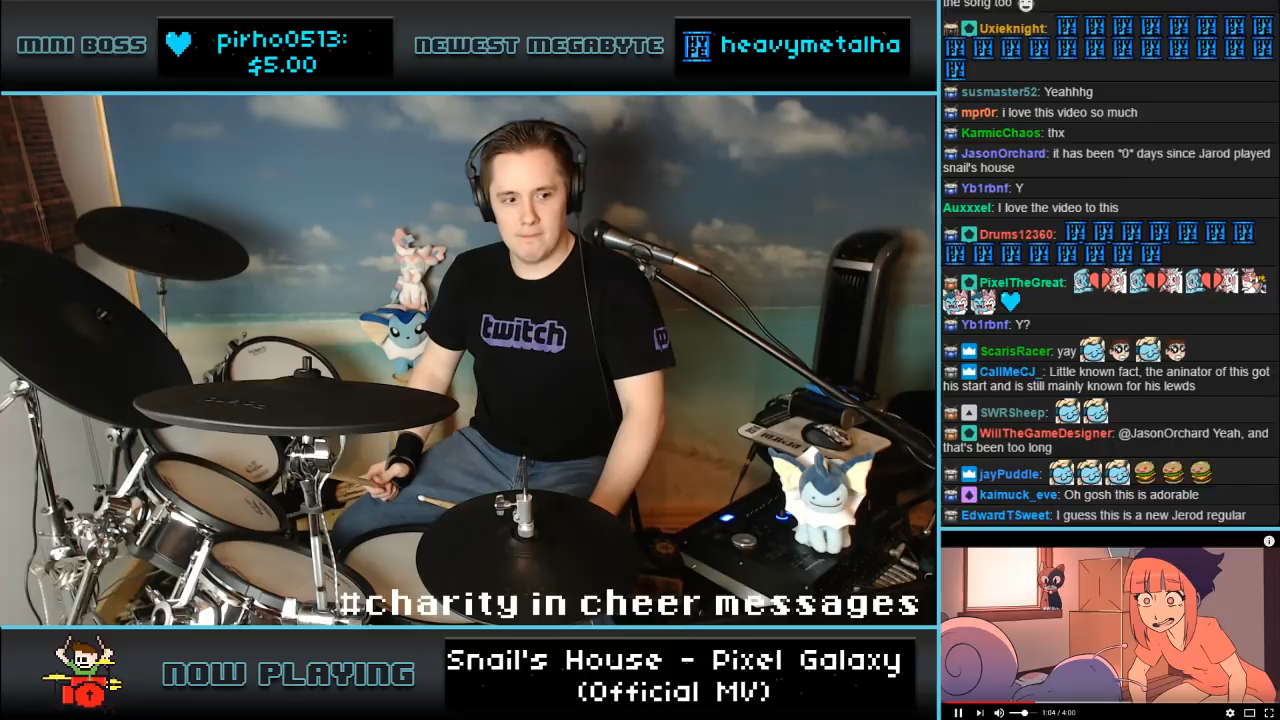 MINI BOSS
pirho0513:
$5.00
NEWEST MEGABYTE
heavymetalha
twitch
#charity in cheer messages
NOW PLAYING
Snail's House - Pixel Galaxy
(Official MV)
the song too
Uxieknight:
susmaster52: Yeahhhg
mpr0r: i love this video so much
KarmicChaos: thx
JasonOrchard: it has been *0* days since Jarod played
snail's house
Yb1rbnf: Y
Auxxxel: I love the video to this
Drums12360:
PixelTheGreat:
Yb1rbnf: Y?
ScarisRacer: yay
CallMeCJ_: Little known fact, the aninator of this got
his start and is still mainly known for his lewds
SWRSheep:
WillTheGameDesigner: @JasonOrchard Yeah, and
that's been too long
jayPuddle:
kaimuck_eve: Oh gosh this is adorable
EdwardTSweet: I guess this is a new Jerod regular
1:04 / 4:00